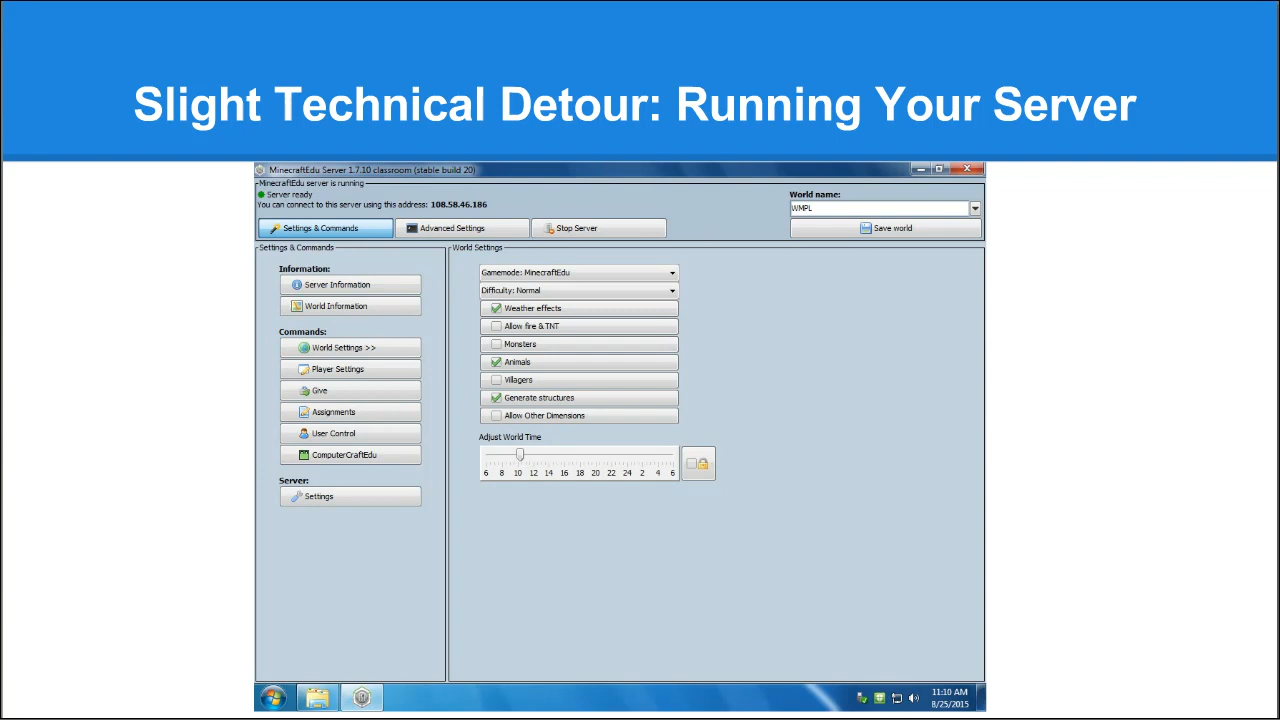 Slight Technical Detour: Running Your Server
MinecraftEdu Server 1.7.10 classroom (stable build 20)
MinecraftEdu server is running
Server ready
You can connect to this server using this address: 108.58.46.186
World name:
WMPL
Settings & Commands
Advanced Settings
Stop Server
Save world
Settings & Commands
Information:
Server Information
World Information
Commands:
World Settings >>
Player Settings
Give
Assignments
User Control
ComputerCraftEdu
Server:
Settings
World Settings
Gamemode: MinecraftEdu
Difficulty: Normal
Weather effects
Allow fire & TNT
Monsters
Animals
Villagers
Generate structures
Allow Other Dimensions
Adjust World Time
6 8 10 12 14 16 18 20 22 24 2 4 6
11:10 AM
8/25/2015